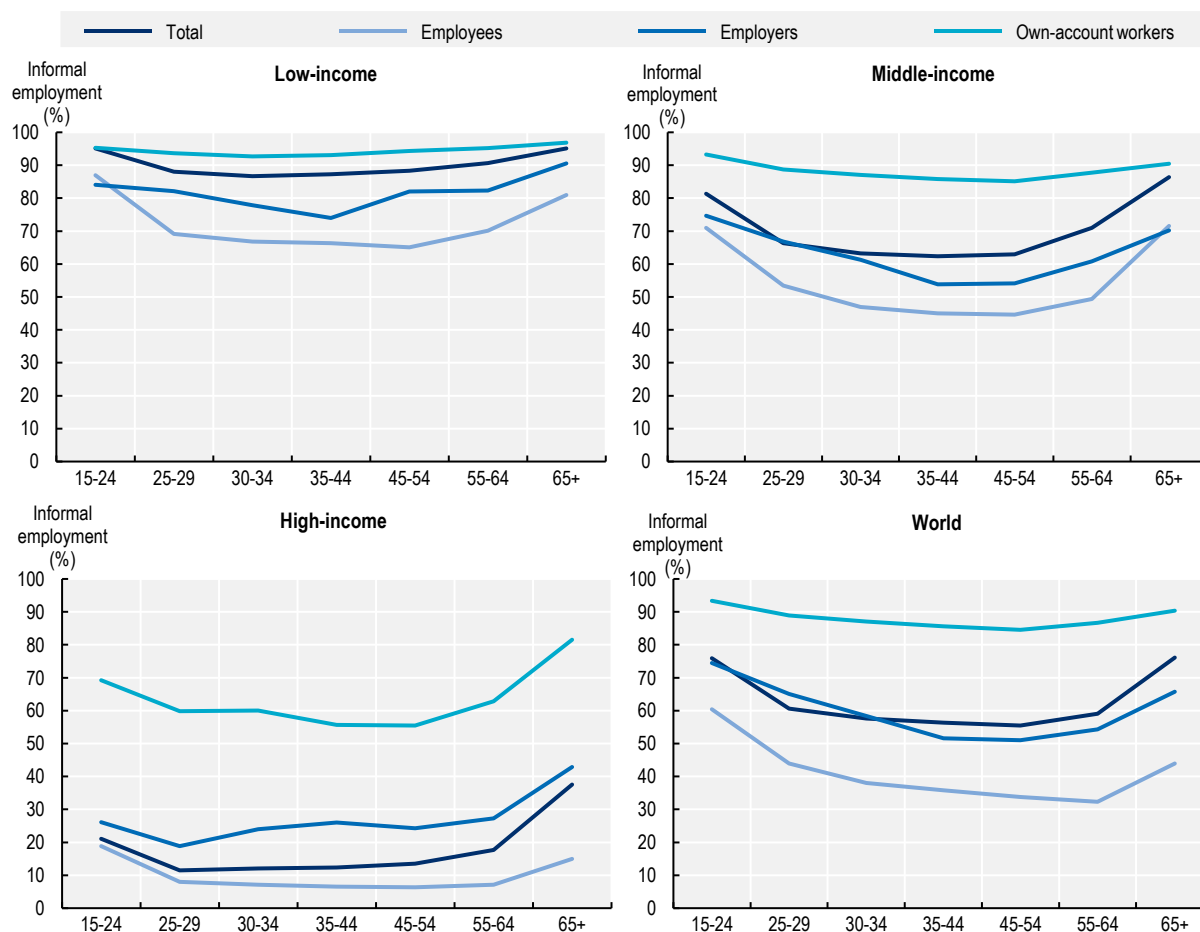 Total Employees Employers Own-account workers
Informal
employment
(%)
Low-income
100
90
80
70
60
50
40
30
20
10
0
15-24 25-29 30-34 35-44 45-54 55-64 65+
Informal
employment
(%)
Middle-income
100
90
80
70
60
50
40
30
20
10
0
15-24 25-29 30-34 35-44 45-54 55-64 65+
Informal
employment
(%)
High-income
100
90
80
70
60
50
40
30
20
10
0
15-24 25-29 30-34 35-44 45-54 55-64 65+
Informal
employment
(%)
World
100
90
80
70
60
50
40
30
20
10
0
15-24 25-29 30-34 35-44 45-54 55-64 65+